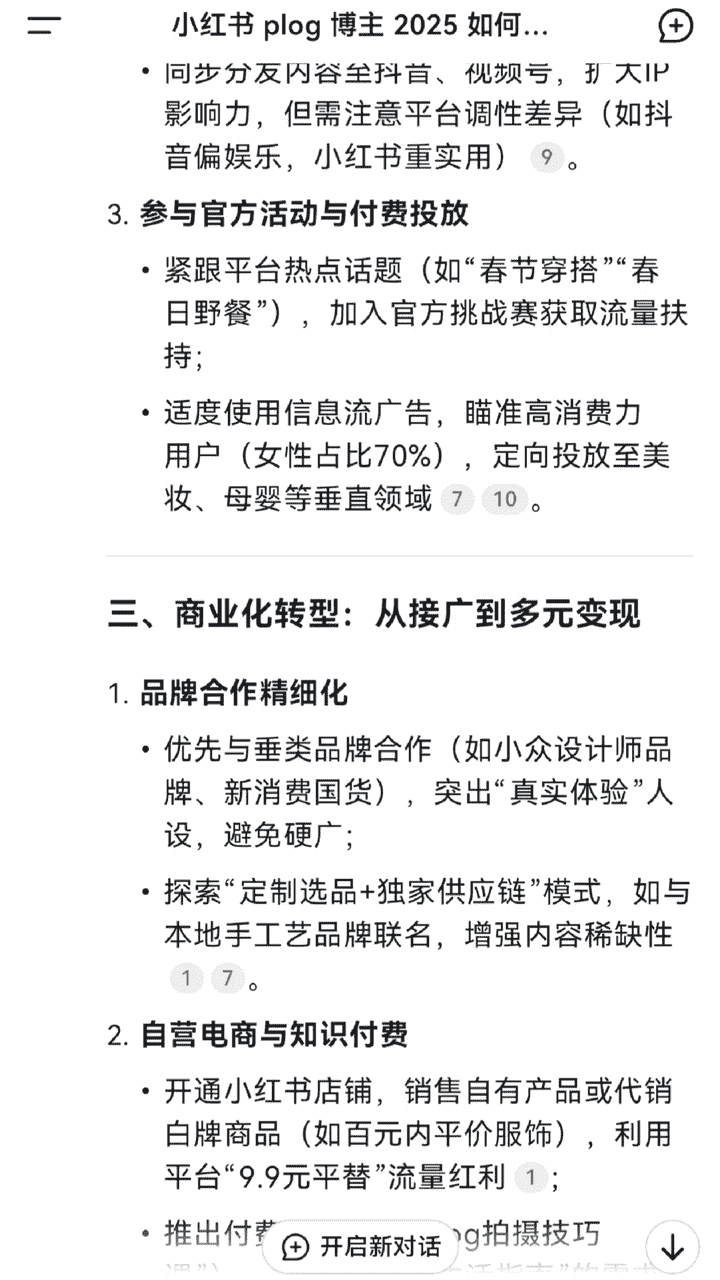 小红书 plog 博主 2025 如何...
• 同步分发内容至抖音、视频号，扩大IP
影响力，但需注意平台调性差异（如抖
音偏娱乐，小红书重实用） 9 。
3. 参与官方活动与付费投放
• 紧跟平台热点话题（如“春节穿搭”“春
日野餐”），加入官方挑战赛获取流量扶
持；
• 适度使用信息流广告，瞄准高消费力
用户（女性占比70%），定向投放至美
妆、母婴等垂直领域 7 10 。
三、商业化转型：从接广到多元变现
1. 品牌合作精细化
• 优先与垂类品牌合作（如小众设计师品
牌、新消费国货），突出“真实体验”人
设，避免硬广；
• 探索“定制选品+独家供应链”模式，如与
本地手工艺品牌联名，增强内容稀缺性
1 7 。
2. 自营电商与知识付费
• 开通小红书店铺，销售自有产品或代销
白牌商品（如百元内平价服饰），利用
平台“9.9元平替”流量红利 1 ；
• 推出付 og拍摄技巧
开启新对话